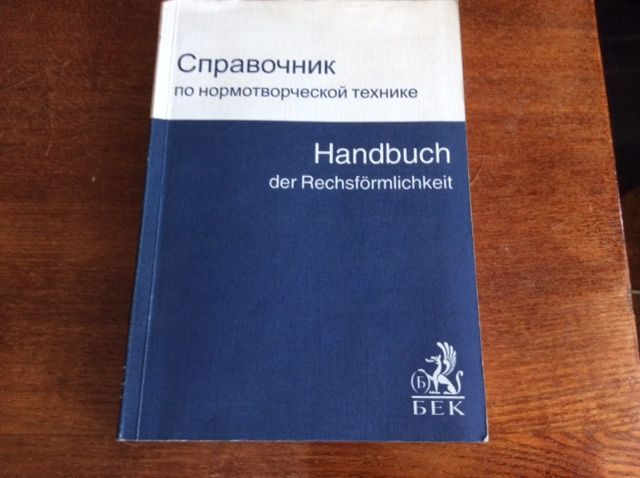 Справочник
по нормотворческой технике
Handbuch
der Rechsförmlichkeit
Б
БЕК